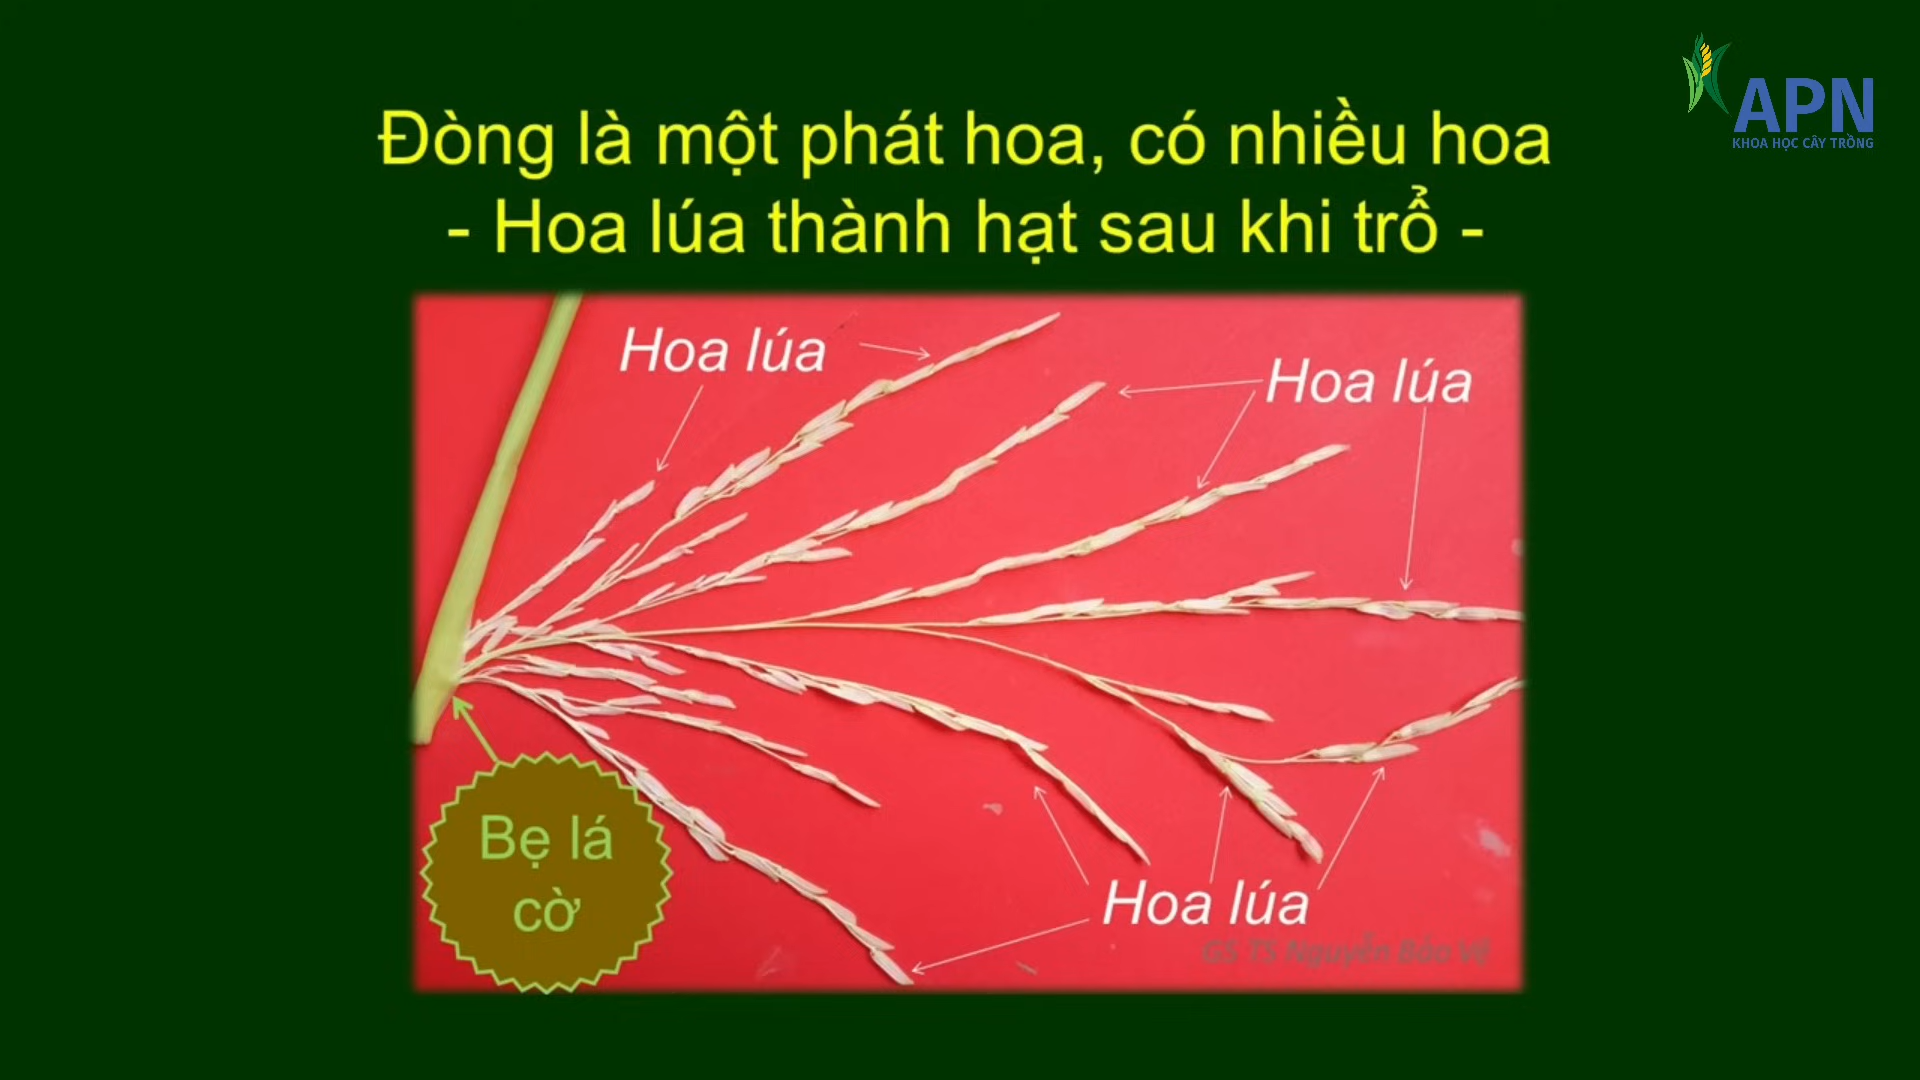 APN
KHOA HỌC CÂY TRỒNG
Đòng là một phát hoa, có nhiều hoa
- Hoa lúa thành hạt sau khi trổ -
Hoa lúa
Hoa lúa
Bẹ lá
cờ
Hoa lúa
GS TS Nguyễn Bảo Vệ